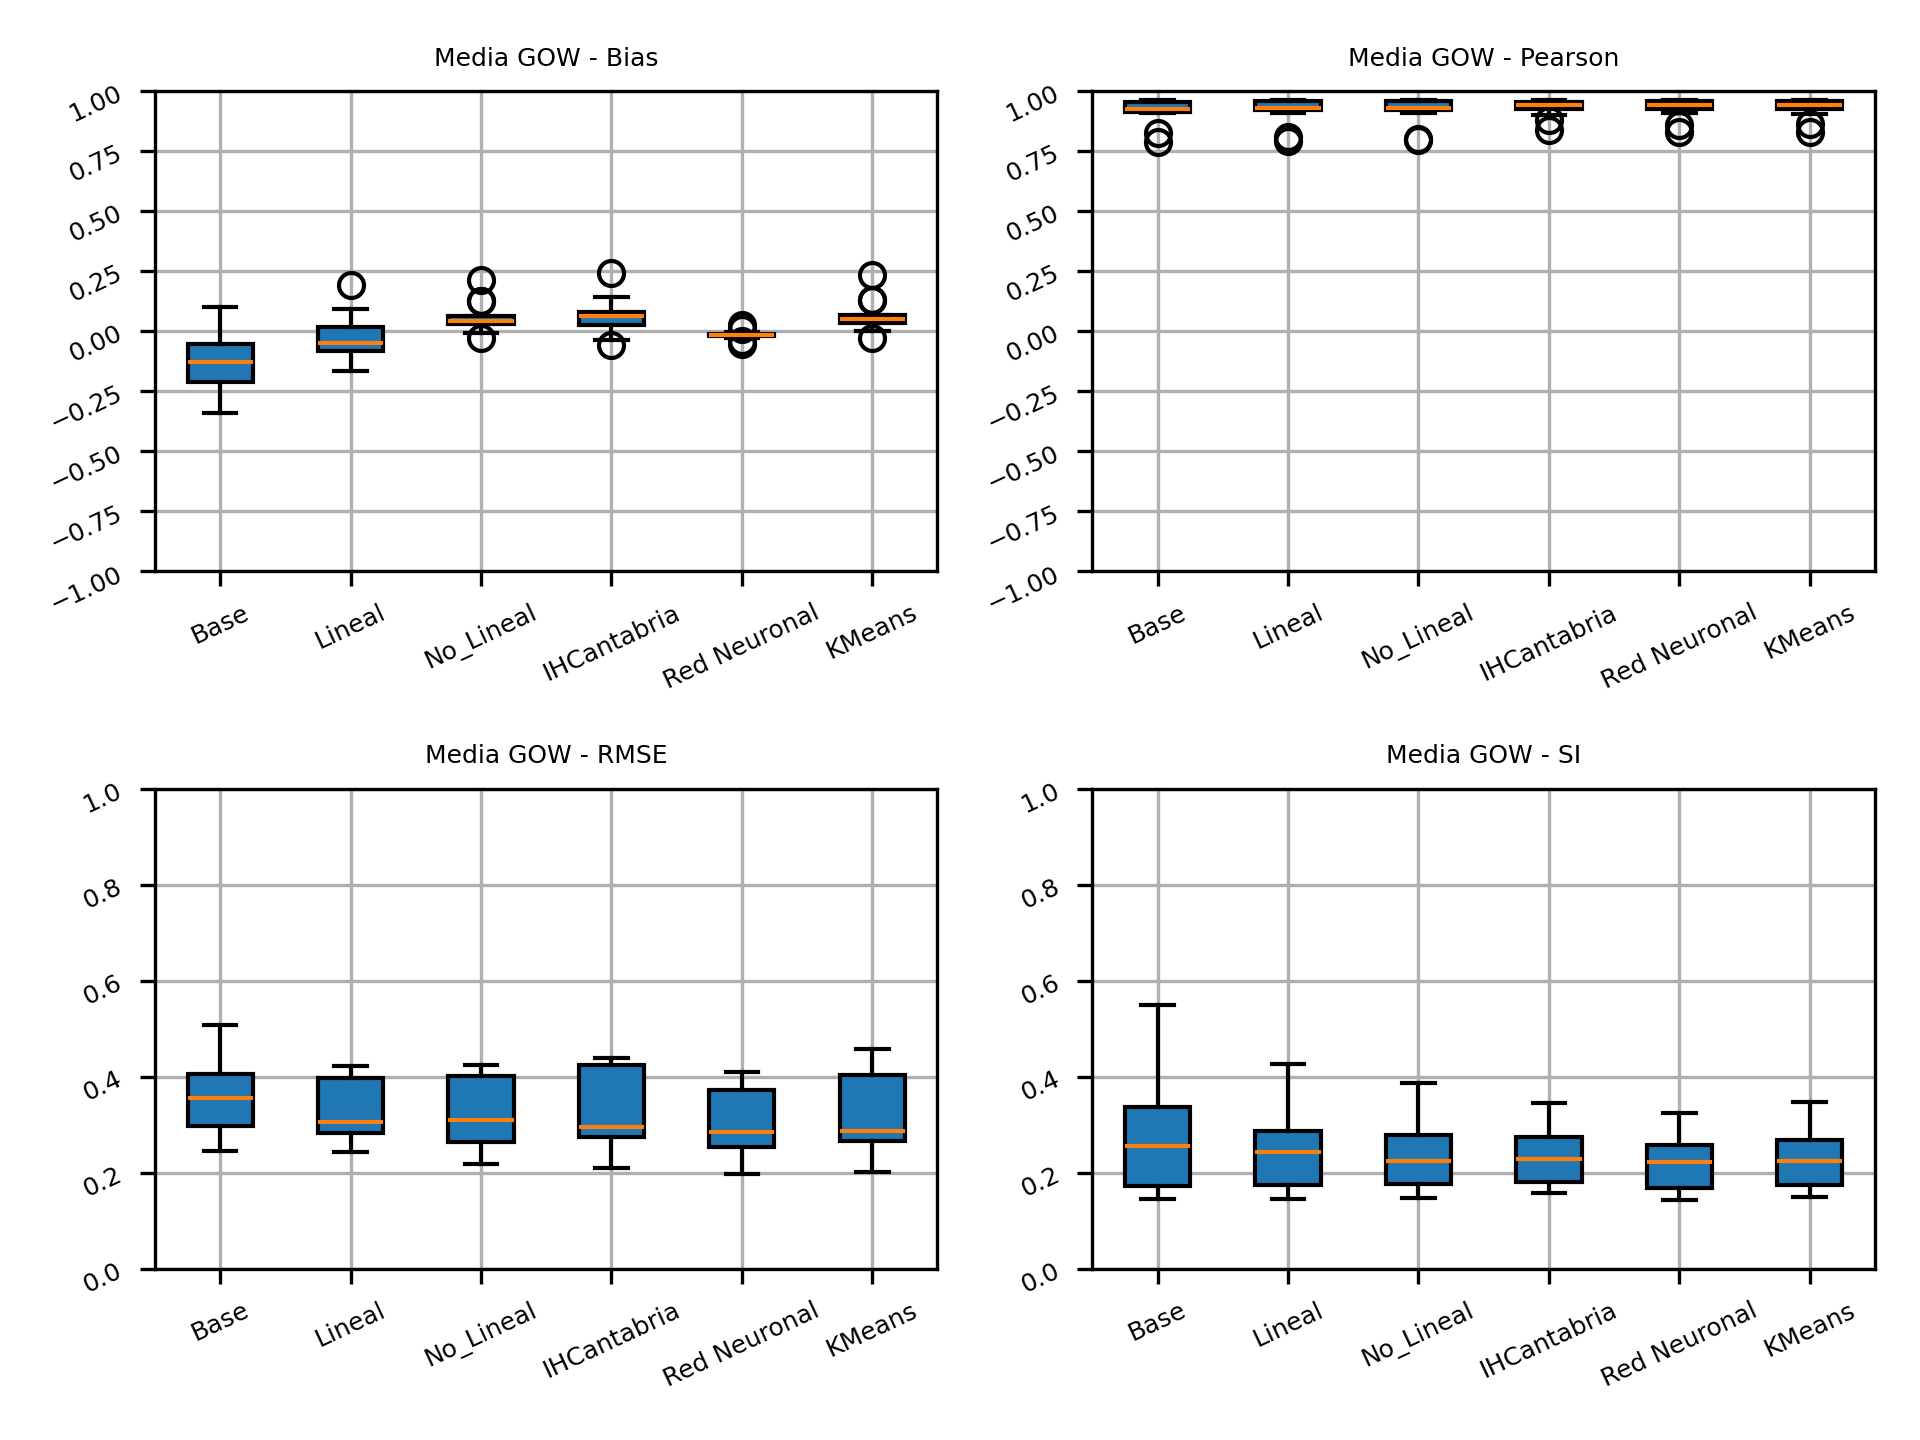 Media GOW - Bias
1.00
0.75
0.50
0.25
0.00
−0.25
−0.50
−0.75
−1.00
Base
Lineal
No_Lineal
IHCantabria
Red Neuronal
KMeans
Media GOW - Pearson
1.00
0.75
0.50
0.25
0.00
−0.25
−0.50
−0.75
−1.00
Base
Lineal
No_Lineal
IHCantabria
Red Neuronal
KMeans
Media GOW - RMSE
1.0
0.8
0.6
0.4
0.2
0.0
Base
Lineal
No_Lineal
IHCantabria
Red Neuronal
KMeans
Media GOW - SI
1.0
0.8
0.6
0.4
0.2
0.0
Base
Lineal
No_Lineal
IHCantabria
Red Neuronal
KMeans